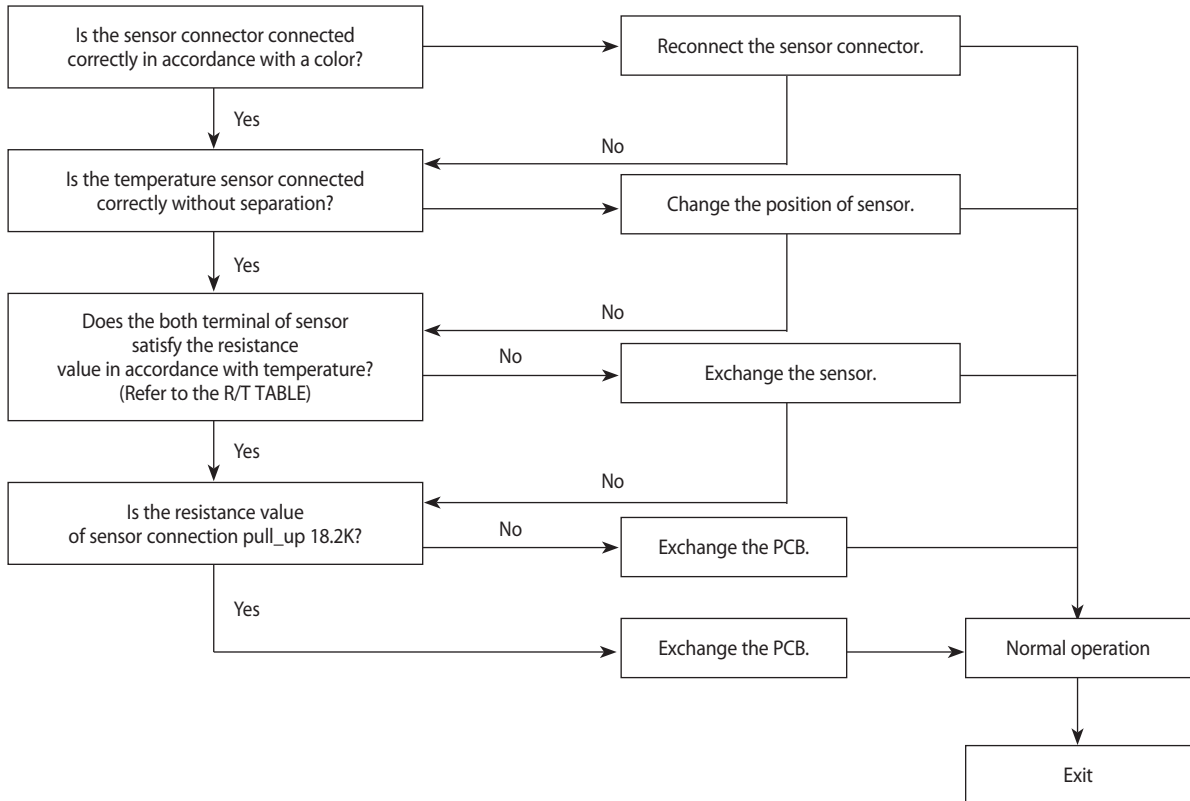 Is the sensor connector connected
correctly in accordance with a color?
Reconnect the sensor connector.
Yes
No
Is the temperature sensor connected
correctly without separation?
Change the position of sensor.
Yes
No
Does the both terminal of sensor
satisfy the resistance
value in accordance with temperature?
(Refer to the R/T TABLE)
No
Exchange the sensor.
Yes
No
Is the resistance value
of sensor connection pull_up 18.2K?
No
Exchange the PCB.
Yes
Exchange the PCB.
Normal operation
Exit